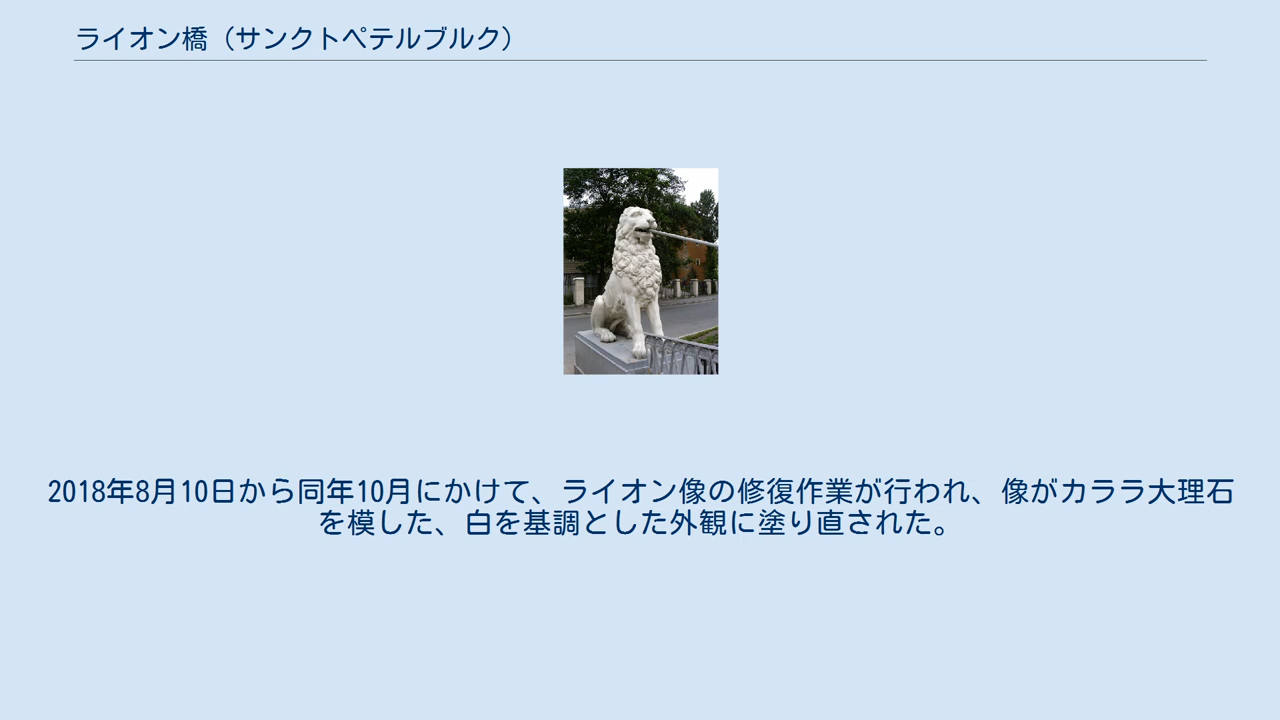 ライオン橋（サンクトペテルブルク）
2018年8月10日から同年10月にかけて、ライオン像の修復作業が行われ、像がカララ大理石
を模した、白を基調とした外観に塗り直された。